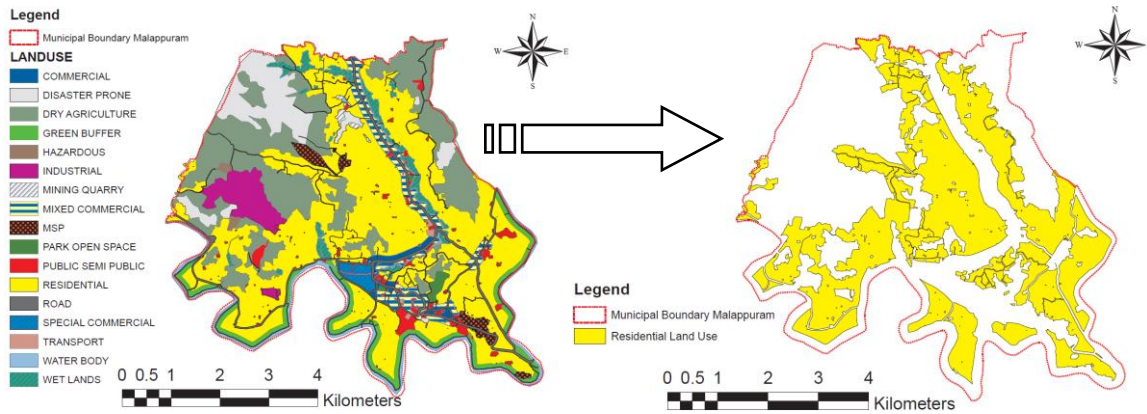 Legend
Municipal Boundary Malappuram
LANDUSE
COMMERCIAL
DISASTER PRONE
DRY AGRICULTURE
GREEN BUFFER
HAZARDOUS
INDUSTRIAL
MINING QUARRY
MIXED COMMERCIAL
MSP
PARK OPEN SPACE
PUBLIC SEMI PUBLIC
RESIDENTIAL
ROAD
SPECIAL COMMERCIAL
TRANSPORT
WATER BODY
WET LANDS
N
W E
S
0 0.5 1 2 3 4
Kilometers
N
W E
S
Legend
Municipal Boundary Malappuram
Residential Land Use
0 0.5 1 2 3 4
Kilometers